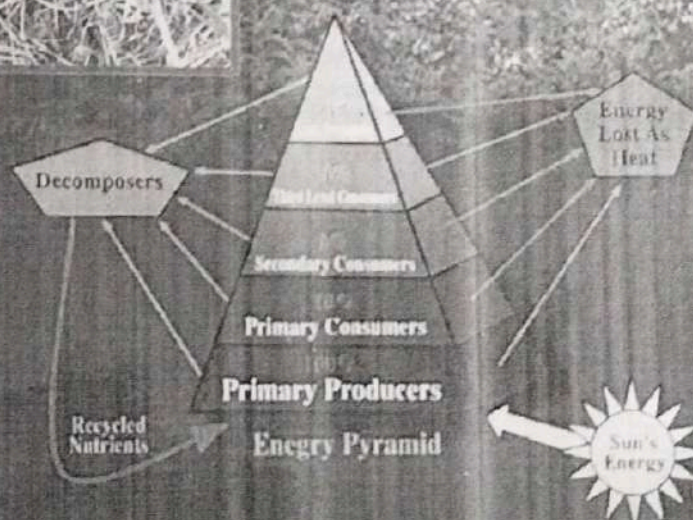 Energy
Lost As
Heat
Decomposers
Third Level Consumers
Secondary Consumers
Primary Consumers
Primary Producers
Recycled
Nutrients
Enegry Pyramid
Sun's
Energy